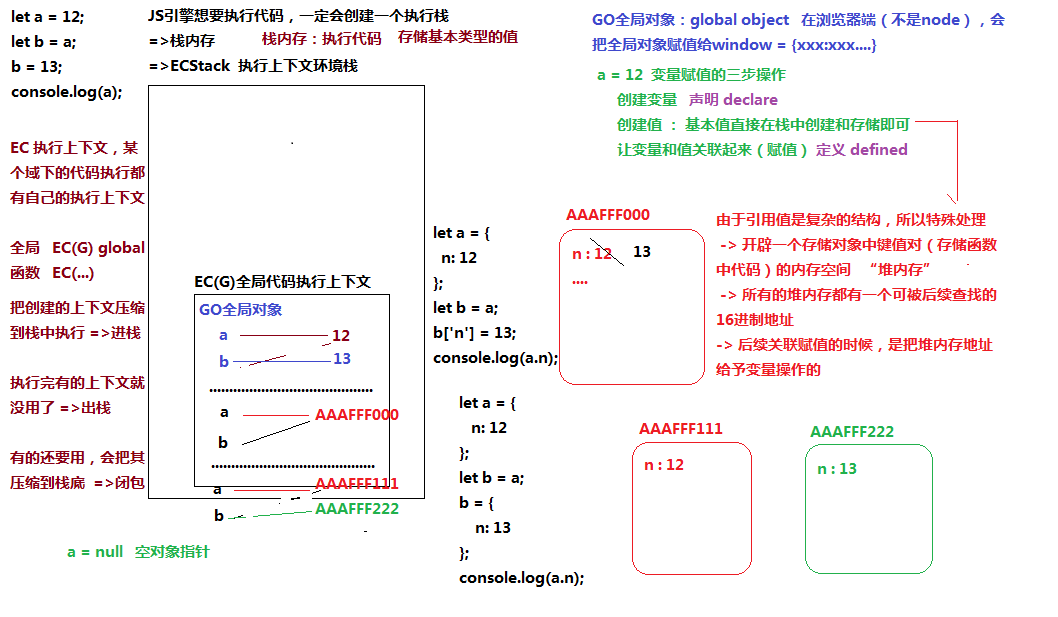 let a = 12;
let b = a;
b = 13;
console.log(a);
JS引擎想要执行代码，一定会创建一个执行栈
=>栈内存 栈内存：执行代码 存储基本类型的值
=>ECStack 执行上下文环境栈
GO全局对象：global object 在浏览器端（不是node），会
把全局对象赋值给window = {xxx:xxx....}
a = 12 变量赋值的三步操作
创建变量 声明 declare
创建值 ： 基本值直接在栈中创建和存储即可
让变量和值关联起来（赋值）定义 defined
EC 执行上下文，某
个域下的代码执行都
有自己的执行上下文
全局 EC(G) global
函数 EC(...)
把创建的上下文压缩
到栈中执行 =>进栈
执行完有的上下文就
没用了 =>出栈
有的还要用，会把其
压缩到栈底 =>闭包
a = null 空对象指针
EC(G)全局代码执行上下文
GO全局对象
a 12
b 13
a AAAFFF000
b
a AAAFFF111
b AAAFFF222
let a = {
n: 12
};
let b = a;
b['n'] = 13;
console.log(a.n);
AAAFFF000
n : 12 13
....
由于引用值是复杂的结构，所以特殊处理
-> 开辟一个存储对象中键值对（存储函数
中代码）的内存空间 “堆内存”
-> 所有的堆内存都有一个可被后续查找的
16进制地址
-> 后续关联赋值的时候，是把堆内存地址
给予变量操作的
let a = {
n: 12
};
let b = a;
b = {
n: 13
};
console.log(a.n);
AAAFFF111
n : 12
AAAFFF222
n : 13